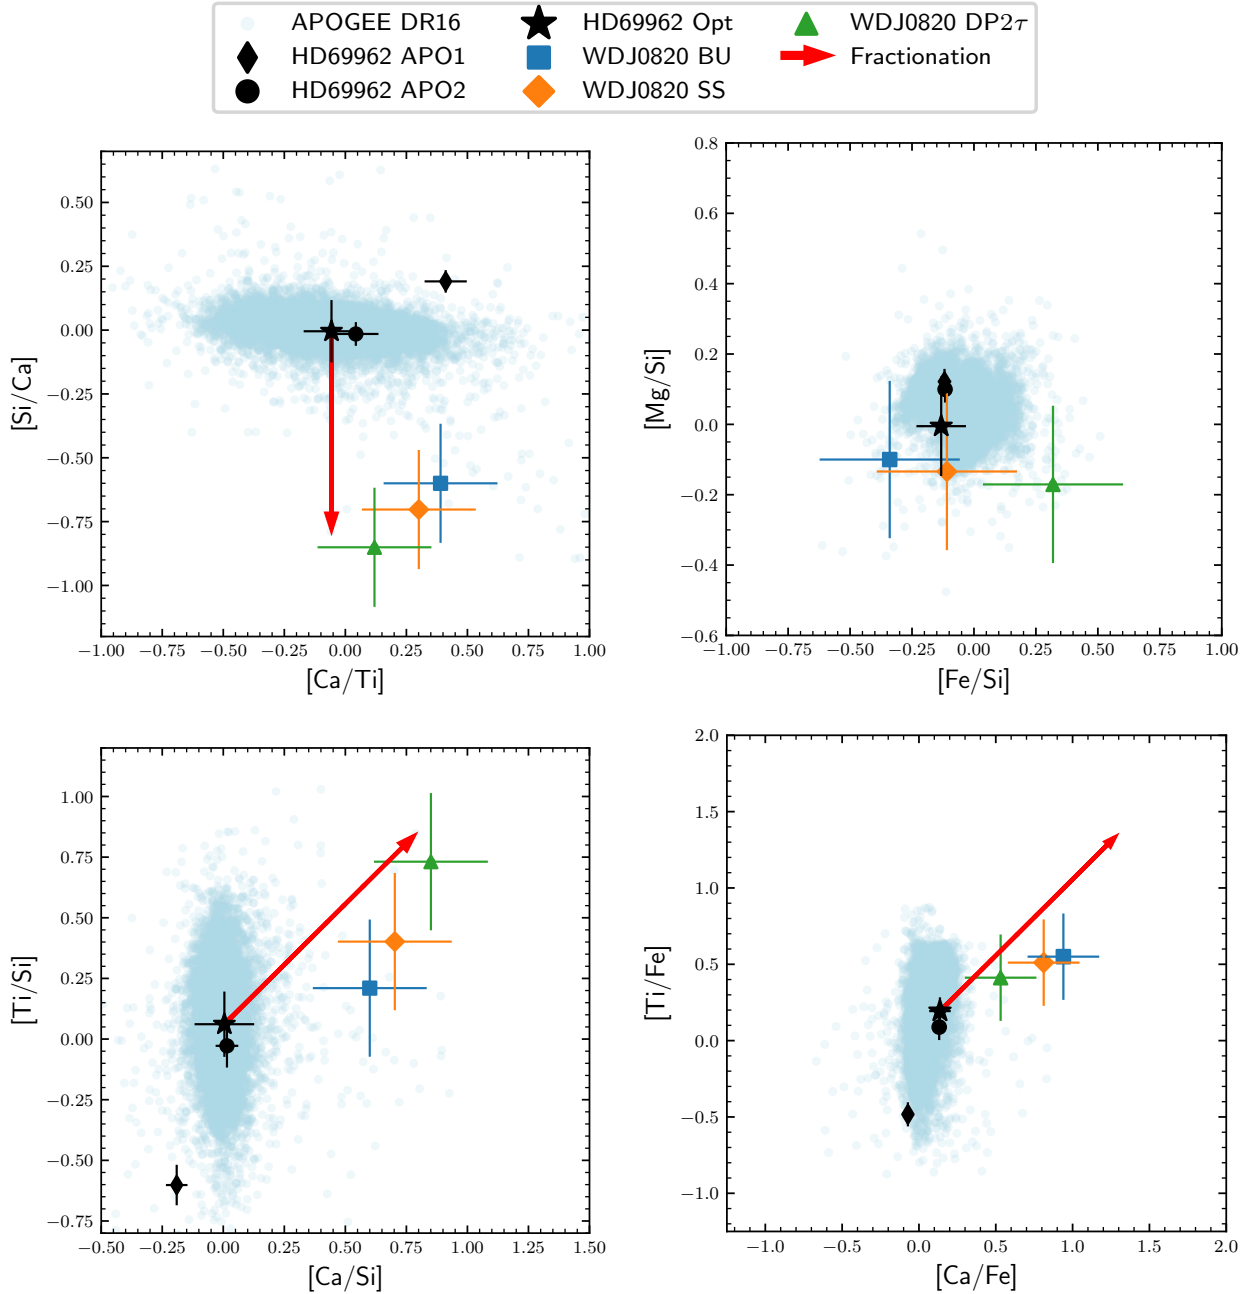 APOGEE DR16
HD69962 APO1
HD69962 APO2
HD69962 Opt
WDJ0820 BU
WDJ0820 SS
WDJ0820 DP2τ
Fractionation
0.50
0.25
0.00
−0.25
−0.50
−0.75
−1.00
[Si/Ca]
−1.00 −0.75 −0.50 −0.25 0.00 0.25 0.50 0.75 1.00
[Ca/Ti]
0.8
0.6
0.4
0.2
0.0
−0.2
−0.4
−0.6
[Mg/Si]
−1.00 −0.75 −0.50 −0.25 0.00 0.25 0.50 0.75 1.00
[Fe/Si]
1.00
0.75
0.50
0.25
0.00
−0.25
−0.50
−0.75
[Ti/Si]
−0.50 −0.25 0.00 0.25 0.50 0.75 1.00 1.25 1.50
[Ca/Si]
2.0
1.5
1.0
0.5
0.0
−0.5
−1.0
[Ti/Fe]
−1.0 −0.5 0.0 0.5 1.0 1.5 2.0
[Ca/Fe]